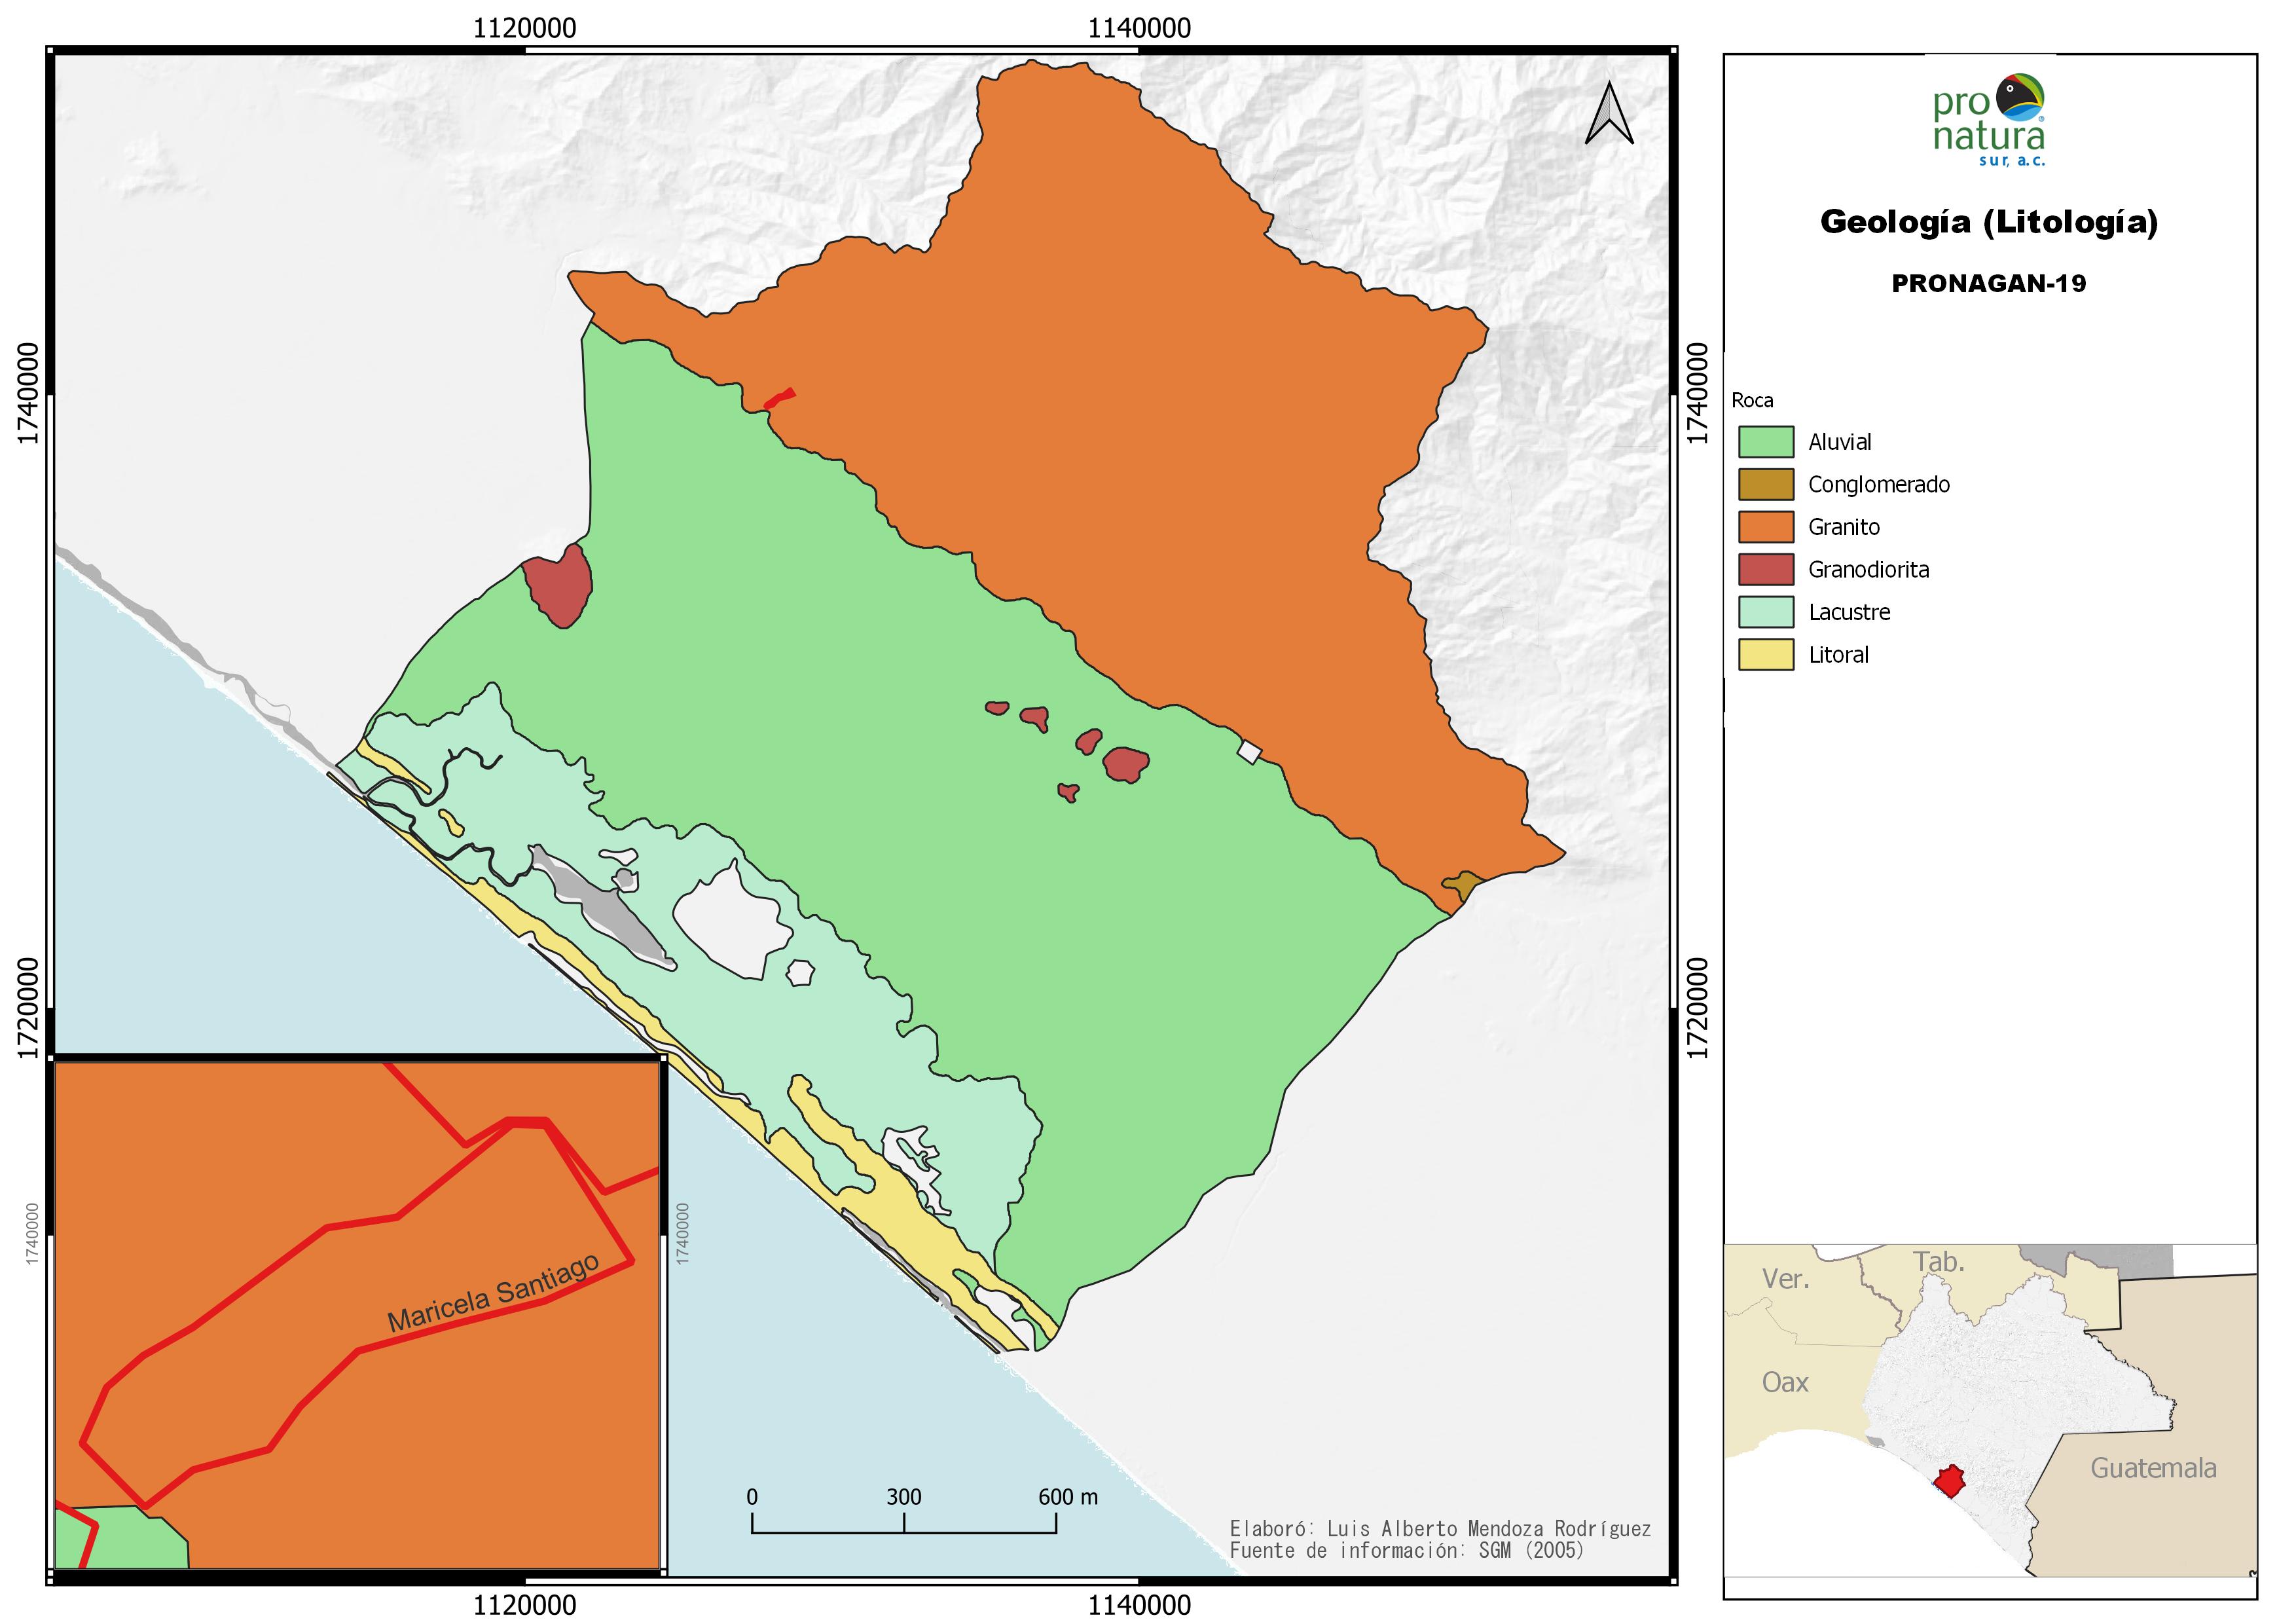 1120000
1140000
1740000
1740000
1720000
1720000
1120000
1140000
pro
natura
sur, a.c.
Geología (Litología)
PRONAGAN-19
Roca
Aluvial
Conglomerado
Granito
Granodiorita
Lacustre
Litoral
1740000
1740000
Maricela Santiago
0 300 600 m
Elaboró: Luis Alberto Mendoza Rodríguez
Fuente de información: SGM (2005)
Ver.
Tab.
Oax
Guatemala